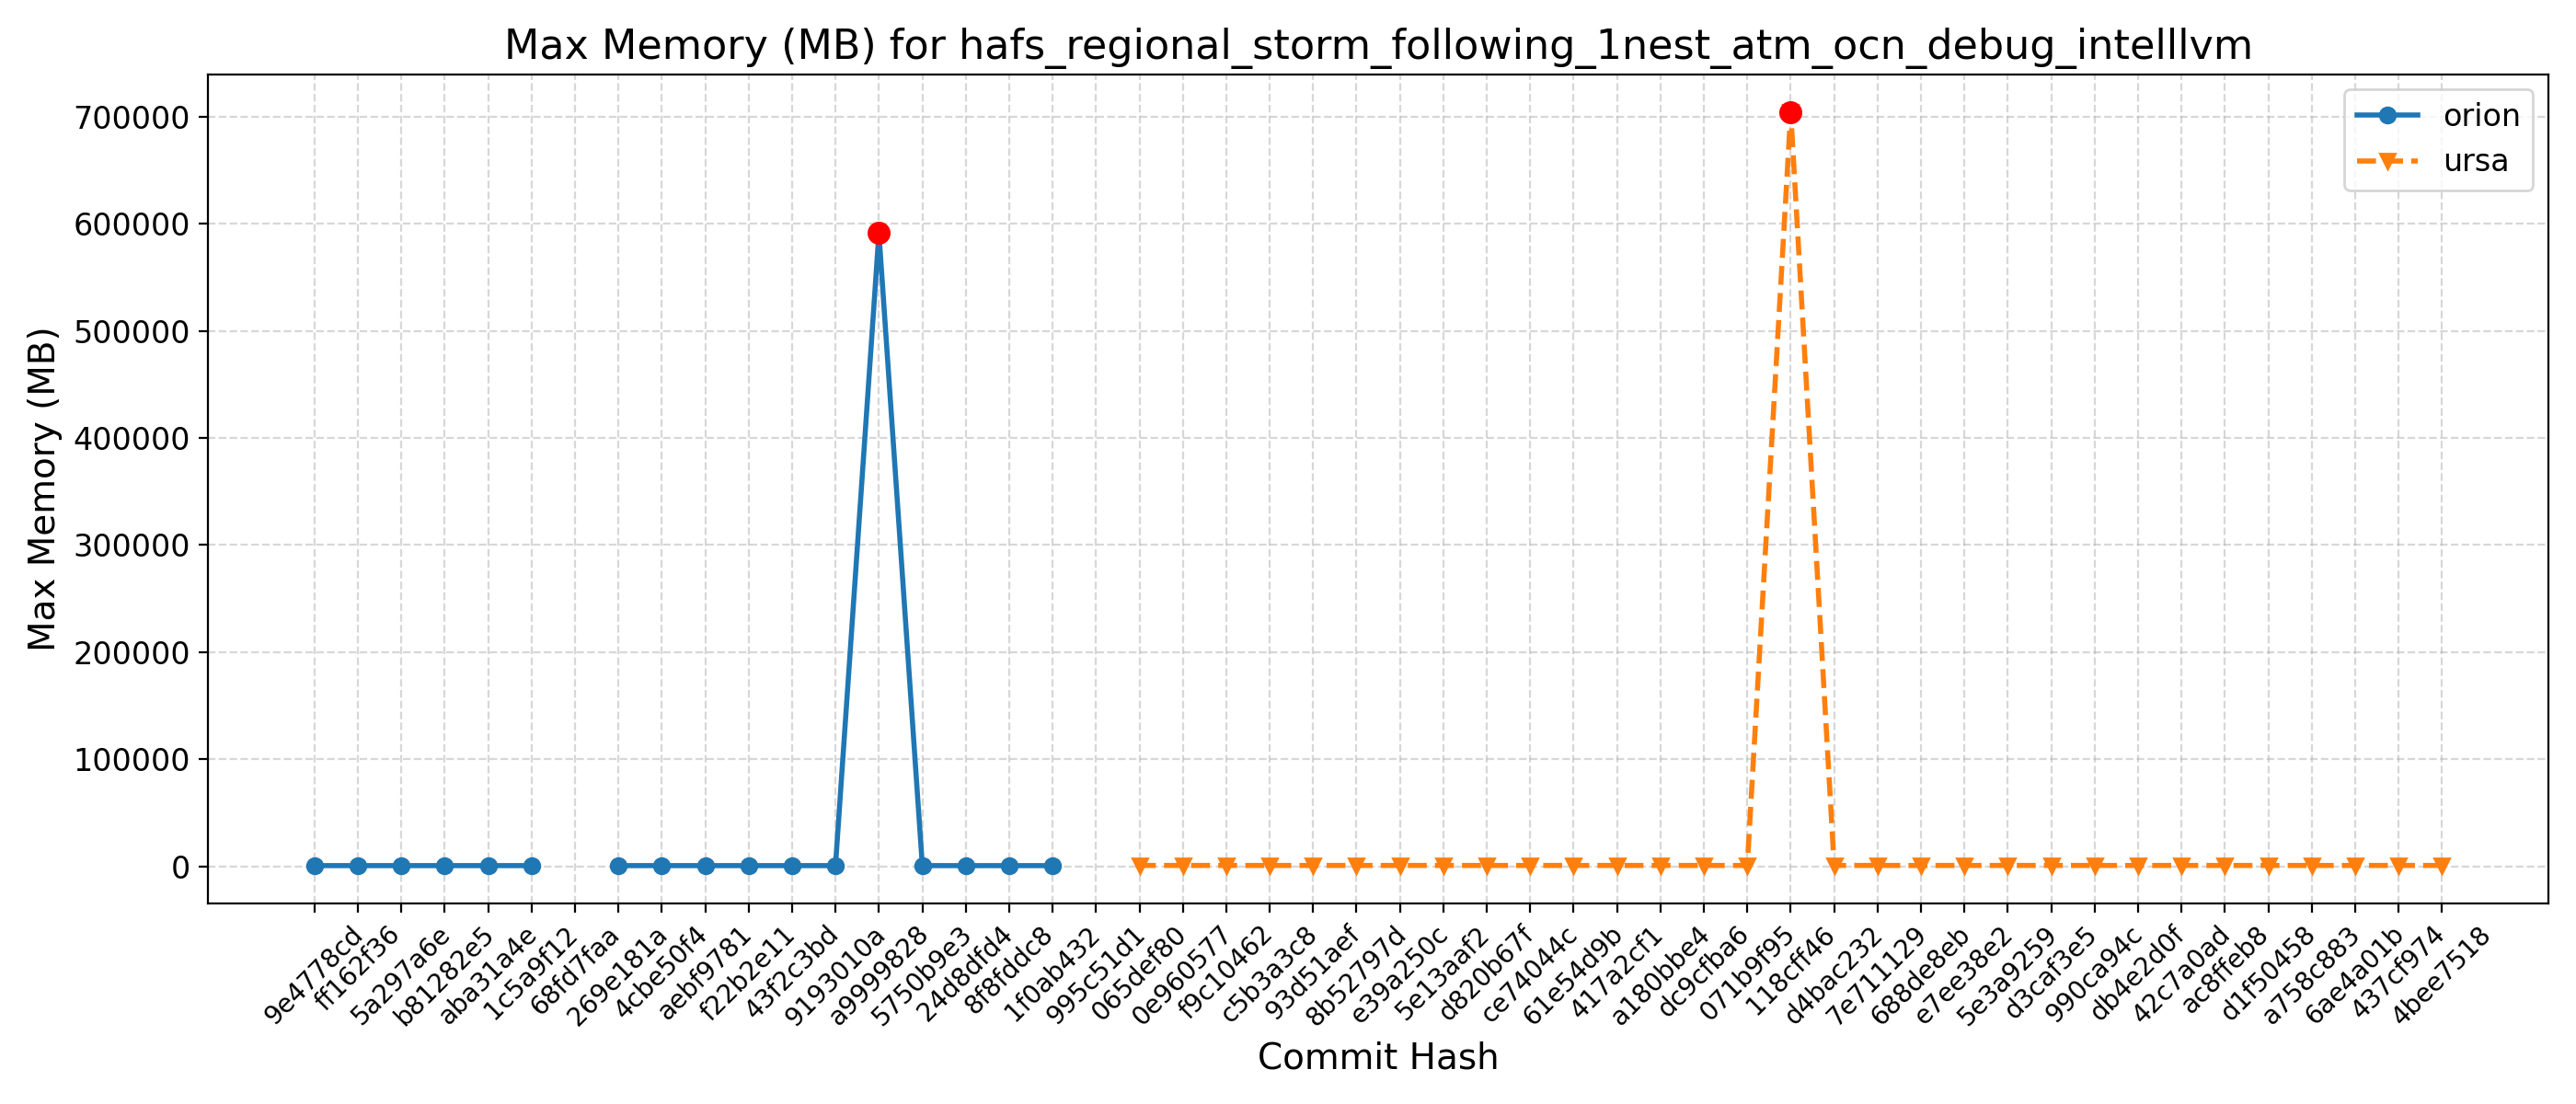 Max Memory (MB) for hafs_regional_storm_following_1nest_atm_ocn_debug_intelllvm
orion
ursa
Max Memory (MB)
700000
600000
500000
400000
300000
200000
100000
0
9e4778cd
ff162f36
5a297a6e
b81282e5
aba31a4e
1c5a9f12
68fd7faa
269e181a
4cbe50f4
aebf9781
f22b2e11
43f2c3bd
9193010a
a9999828
5750b9e3
24d8dfd4
8f8fddc8
1f0ab432
995c51d1
065def80
0e960577
f9c10462
c5b3a3c8
93d51aef
8b52797d
e39a250c
5e13aaf2
d820b67f
ce74044c
61e54d9b
417a2cf1
a180bbe4
dc9cfba6
071b9f95
118cff46
d4bac232
7e711129
688de8eb
e7ee38e2
5e3a9259
d3caf3e5
990ca94c
db4e2d0f
42c7a0ad
ac8ffeb8
d1f50458
a758c883
6ae4a01b
437cf974
4bee7518
Commit Hash